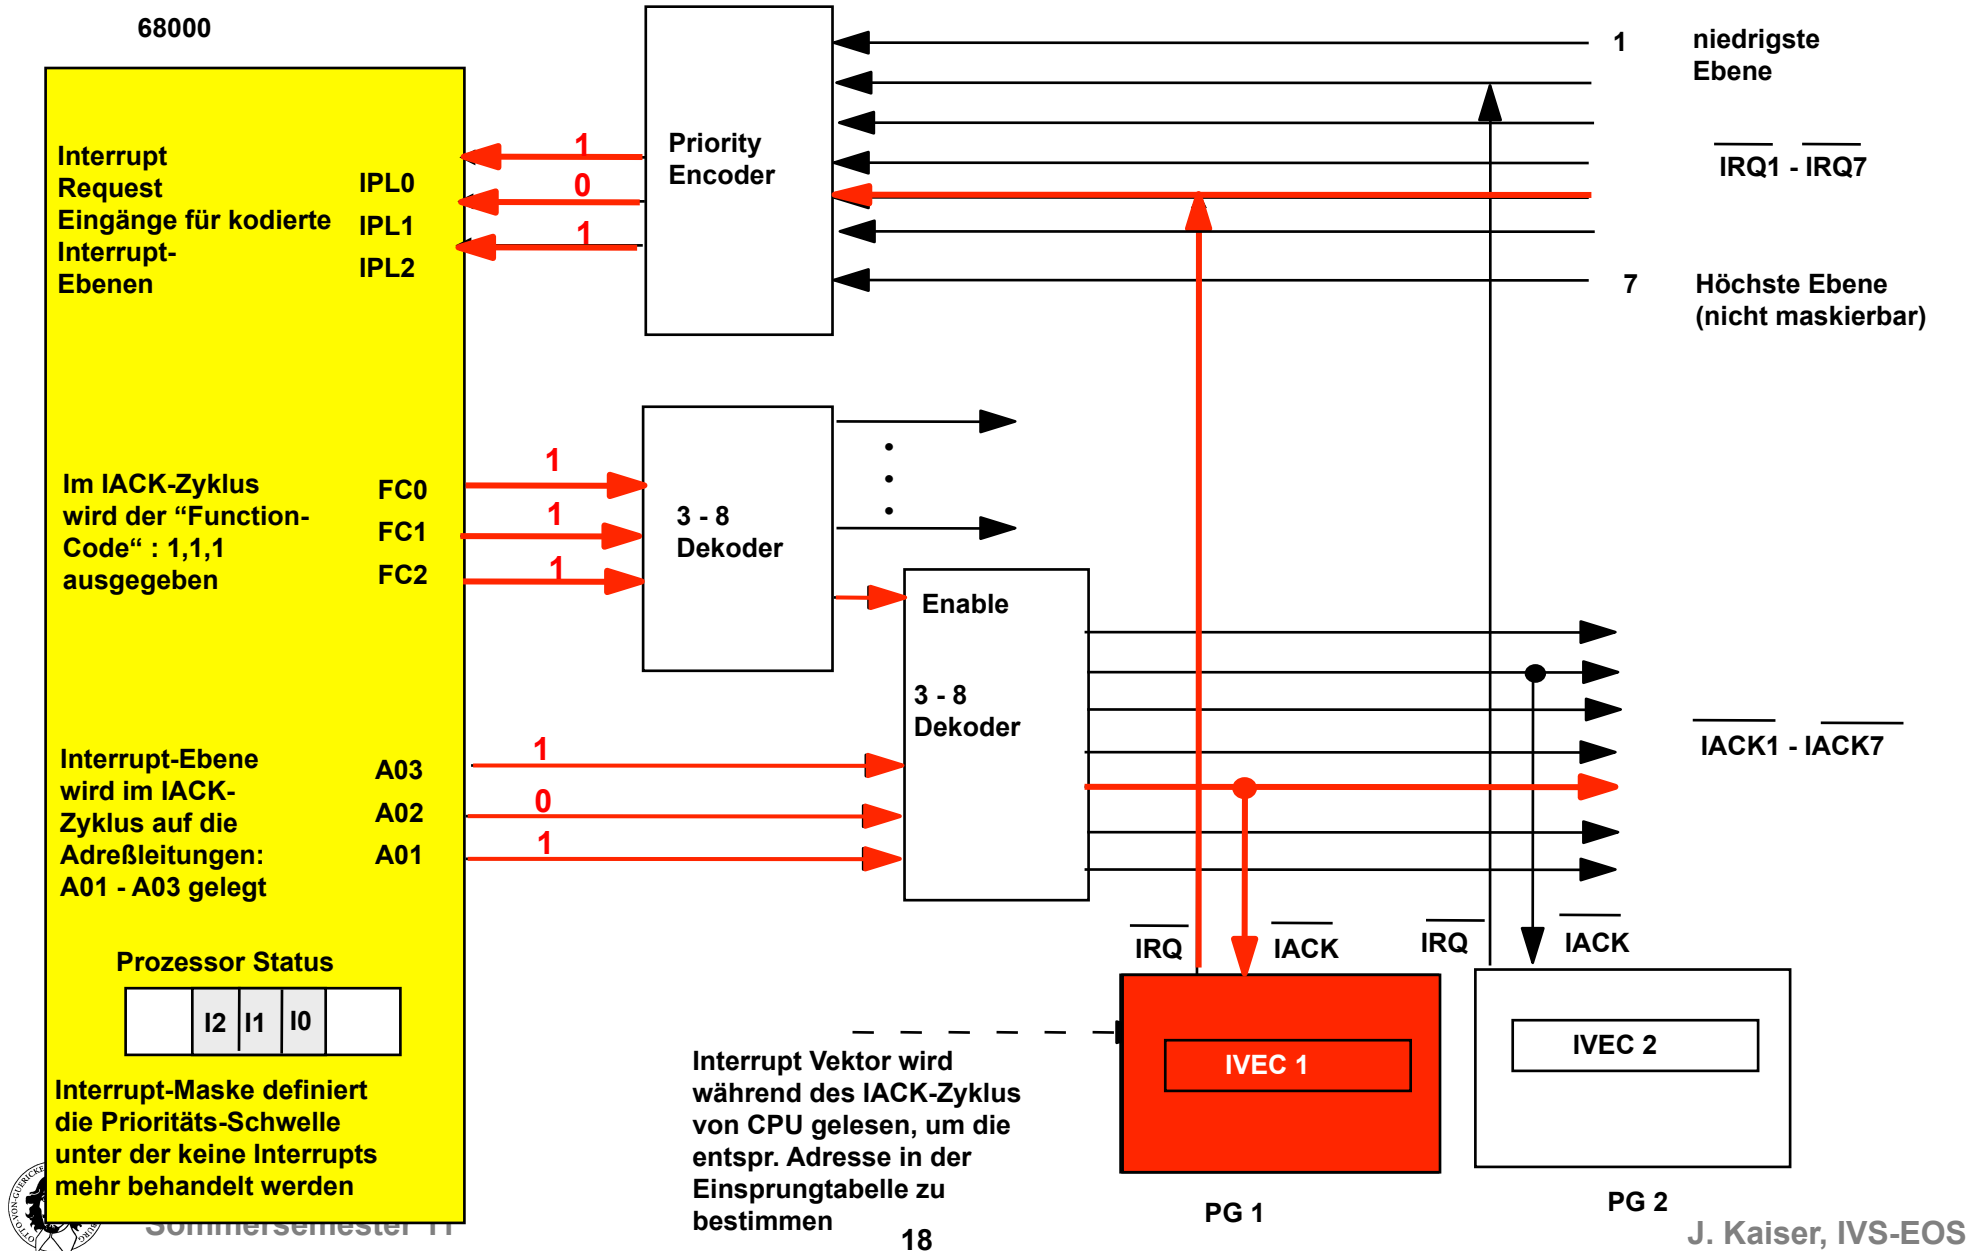 68000
Interrupt
Request
Eingänge für kodierte
Interrupt-
Ebenen
IPL0
IPL1
IPL2
1
0
1
Priority
Encoder
1
niedrigste
Ebene
IRQ1 - IRQ7
7
Höchste Ebene
(nicht maskierbar)
Im IACK-Zyklus
wird der “Function-
Code“ : 1,1,1
ausgegeben
FC0
FC1
FC2
1
1
1
3 - 8
Dekoder
Enable
3 - 8
Dekoder
Interrupt-Ebene
wird im IACK-
Zyklus auf die
Adreßleitungen:
A01 - A03 gelegt
A03
A02
A01
1
0
1
IACK1 - IACK7
IRQ
IACK
IRQ
IACK
Prozessor Status
I2
I1
I0
Interrupt-Maske definiert
die Prioritäts-Schwelle
unter der keine Interrupts
mehr behandelt werden
Interrupt Vektor wird
während des IACK-Zyklus
von CPU gelesen, um die
entspr. Adresse in der
Einsprungtabelle zu
bestimmen
IVEC 1
PG 1
IVEC 2
PG 2
Sommersemester 11
18
J. Kaiser, IVS-EOS